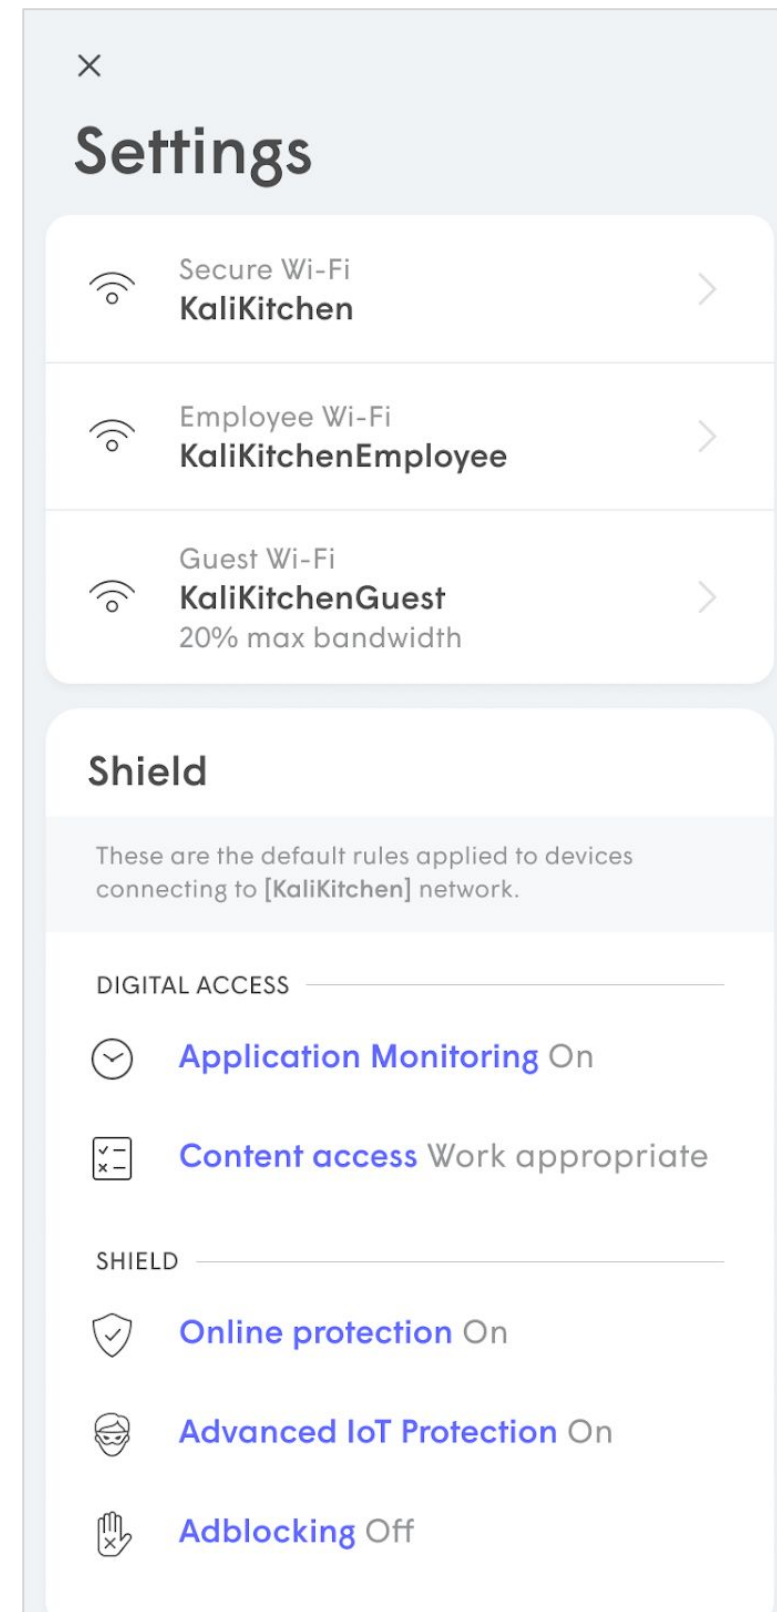 Settings
Secure Wi-Fi
KaliKitchen
Employee Wi-Fi
KaliKitchenEmployee
Guest Wi-Fi
KaliKitchenGuest
20% max bandwidth
Shield
These are the default rules applied to devices
connecting to [KaliKitchen] network.
DIGITAL ACCESS
Application Monitoring On
Content access Work appropriate
SHIELD
Online protection On
Advanced IoT Protection On
Adblocking Off